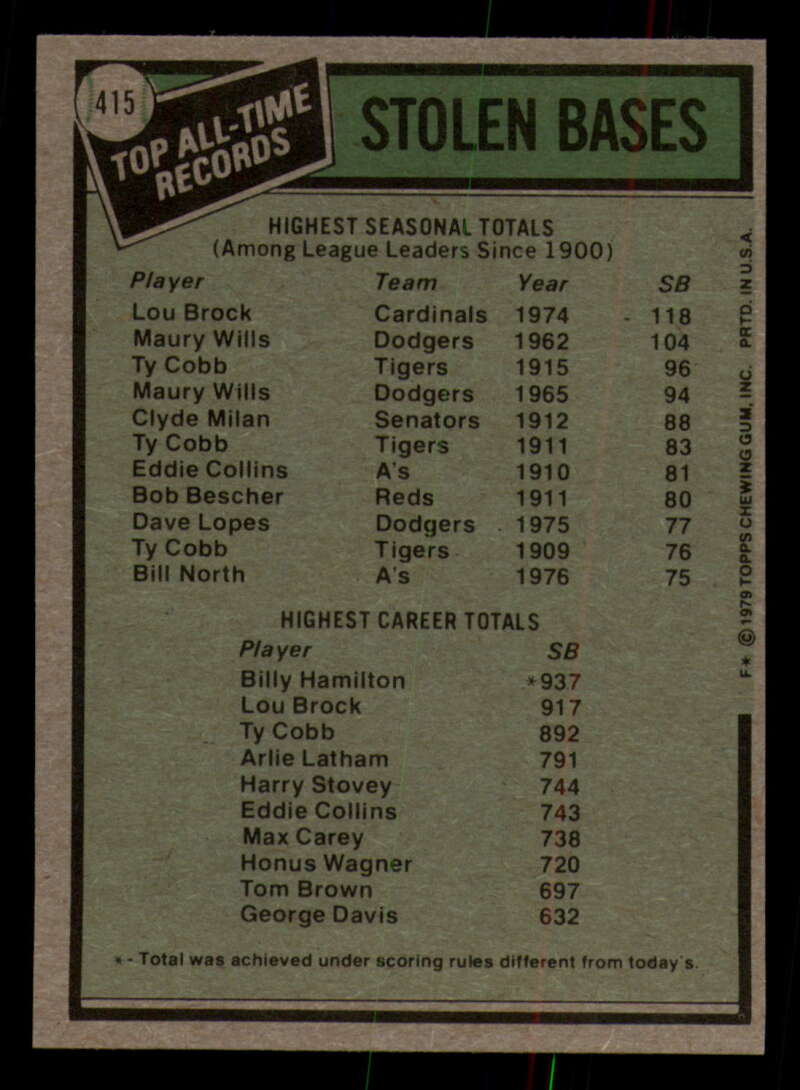 415
TOP ALL-TIME
RECORDS
STOLEN BASES
HIGHEST SEASONAL TOTALS
(Among League Leaders Since 1900)
Player Team Year SB
Lou Brock Cardinals 1974 118
Maury Wills Dodgers 1962 104
Ty Cobb Tigers 1915 96
Maury Wills Dodgers 1965 94
Clyde Milan Senators 1912 88
Ty Cobb Tigers 1911 83
Eddie Collins A's 1910 81
Bob Bescher Reds 1911 80
Dave Lopes Dodgers 1975 77
Ty Cobb Tigers 1909 76
Bill North A's 1976 75
HIGHEST CAREER TOTALS
Player SB
Billy Hamilton *937
Lou Brock 917
Ty Cobb 892
Arlie Latham 791
Harry Stovey 744
Eddie Collins 743
Max Carey 738
Honus Wagner 720
Tom Brown 697
George Davis 632
* - Total was achieved under scoring rules different from today's.
F* © 1979 TOPPS CHEWING GUM, INC. PRTD. IN U.S.A.